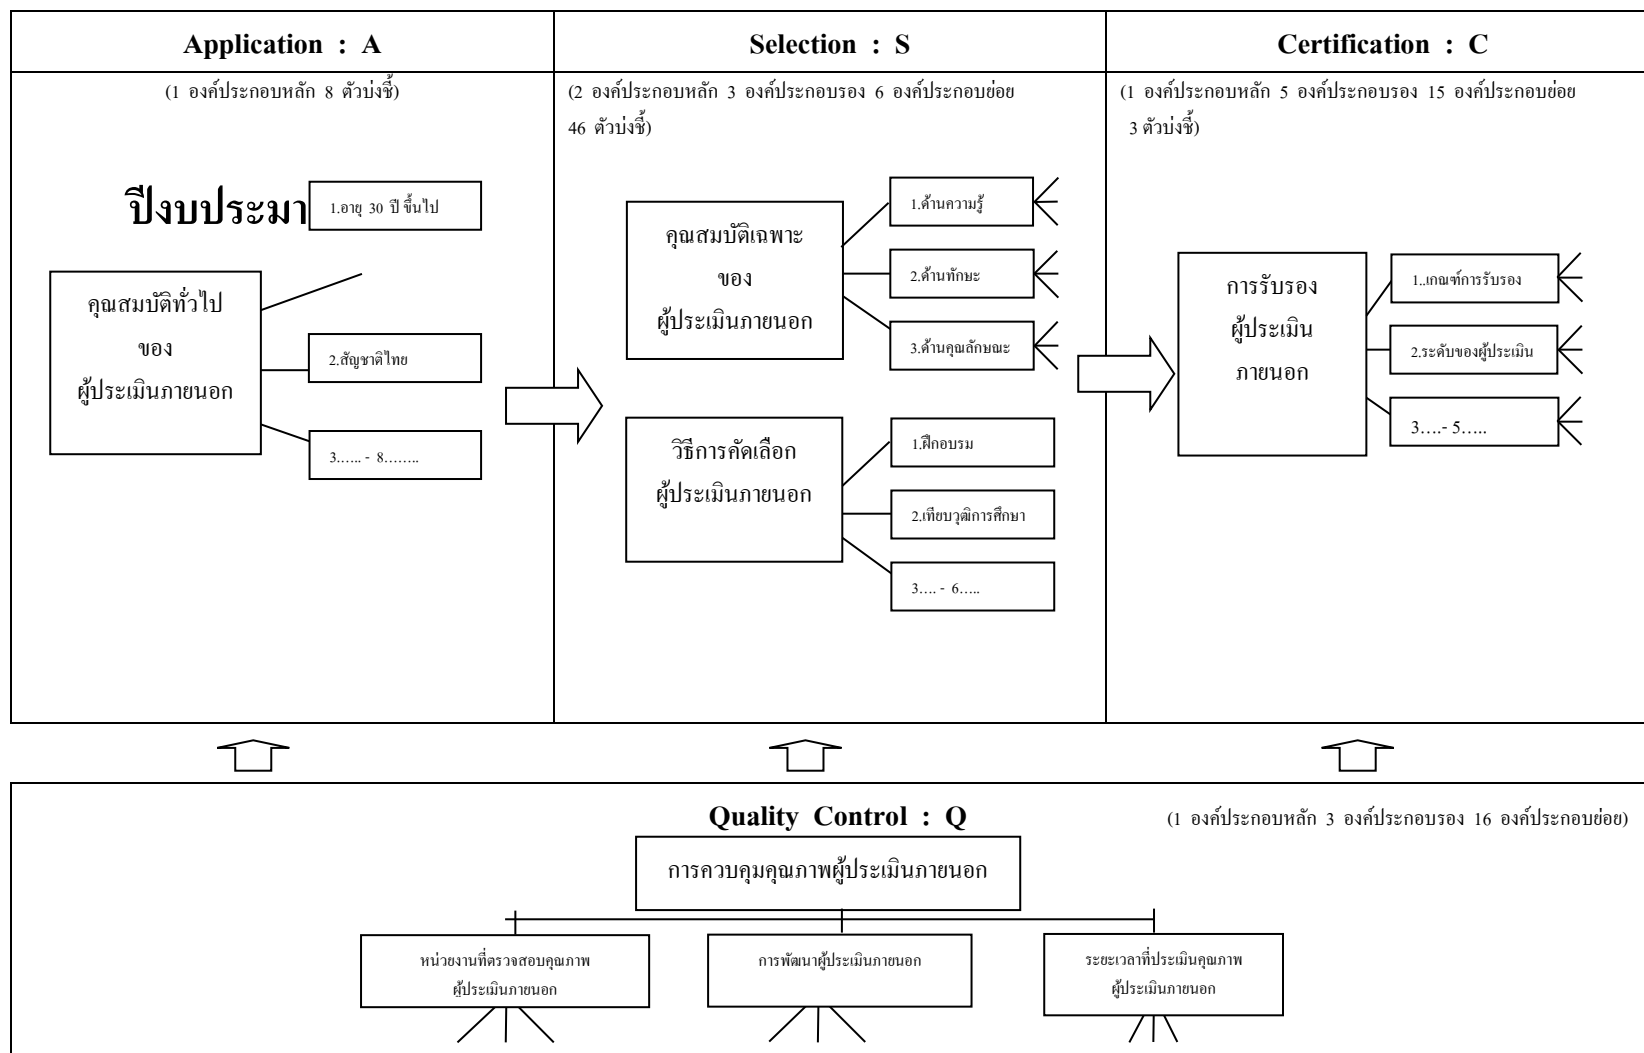 Application : A
(1 องค์ประกอบหลัก 8 ตัวบ่งชี้)
ปีงบประมา
1.อายุ 30 ปี ขึ้นไป
คุณสมบัติทั่วไป
ของ
ผู้ประเมินภายนอก
2.สัญชาติไทย
3….. - 8……..
Selection : S
(2 องค์ประกอบหลัก 3 องค์ประกอบรอง 6 องค์ประกอบย่อย
46 ตัวบ่งชี้)
คุณสมบัติเฉพาะ
ของ
ผู้ประเมินภายนอก
1.ด้านความรู้
2.ด้านทักษะ
3.ด้านคุณลักษณะ
วิธีการคัดเลือก
ผู้ประเมินภายนอก
1.ฝึกอบรม
2.เทียบวุฒิการศึกษา
3…. - 6…..
Certification : C
(1 องค์ประกอบหลัก 5 องค์ประกอบรอง 15 องค์ประกอบย่อย
3 ตัวบ่งชี้)
การรับรอง
ผู้ประเมิน
ภายนอก
1..เกณฑ์การรับรอง
2.ระดับของผู้ประเมิน
3….- 5…..
Quality Control : Q
(1 องค์ประกอบหลัก 3 องค์ประกอบรอง 16 องค์ประกอบย่อย)
การควบคุมคุณภาพผู้ประเมินภายนอก
หน่วยงานที่ตรวจสอบคุณภาพ
ผู้ประเมินภายนอก
การพัฒนาผู้ประเมินภายนอก
ระยะเวลาที่ประเมินคุณภาพ
ผู้ประเมินภายนอก